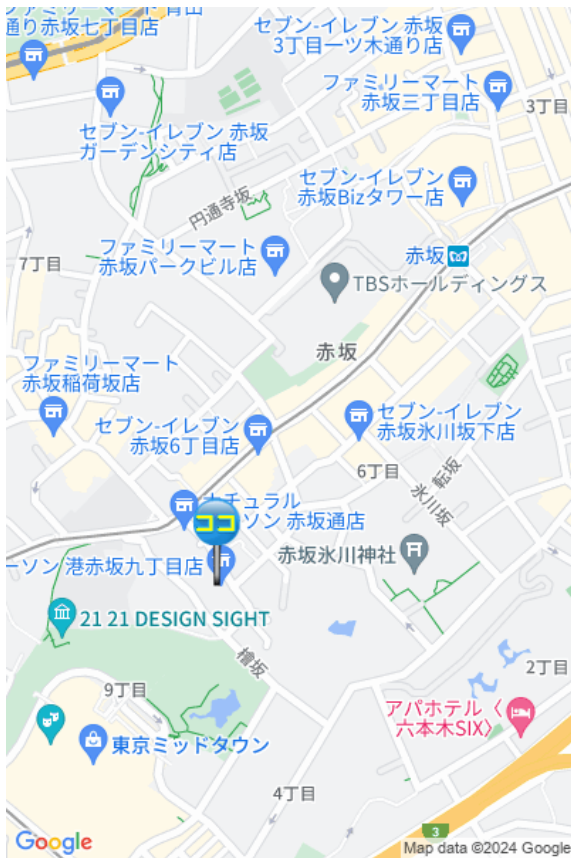 ファミリーマート 青山
通り赤坂七丁目店
セブン-イレブン 赤坂
3丁目一ツ木通り店
ファミリーマート
赤坂三丁目店
3丁目
セブン-イレブン 赤坂
ガーデンシティ店
セブン-イレブン
赤坂Bizタワー店
円通寺坂
ファミリーマート
赤坂パークビル店
赤坂
7丁目
TBSホールディングス
赤坂
ファミリーマート
赤坂稲荷坂店
セブン-イレブン
赤坂6丁目店
セブン-イレブン
赤坂氷川坂下店
6丁目
転坂
氷川坂
ナチュラル
ココ
ソン 赤坂通店
赤坂氷川神社
ーソン 港赤坂九丁目店
21 21 DESIGN SIGHT
檜坂
2丁目
9丁目
アパホテル〈
六本木SIX〉
東京ミッドタウン
4丁目
3
Google
Map data ©2024 Google